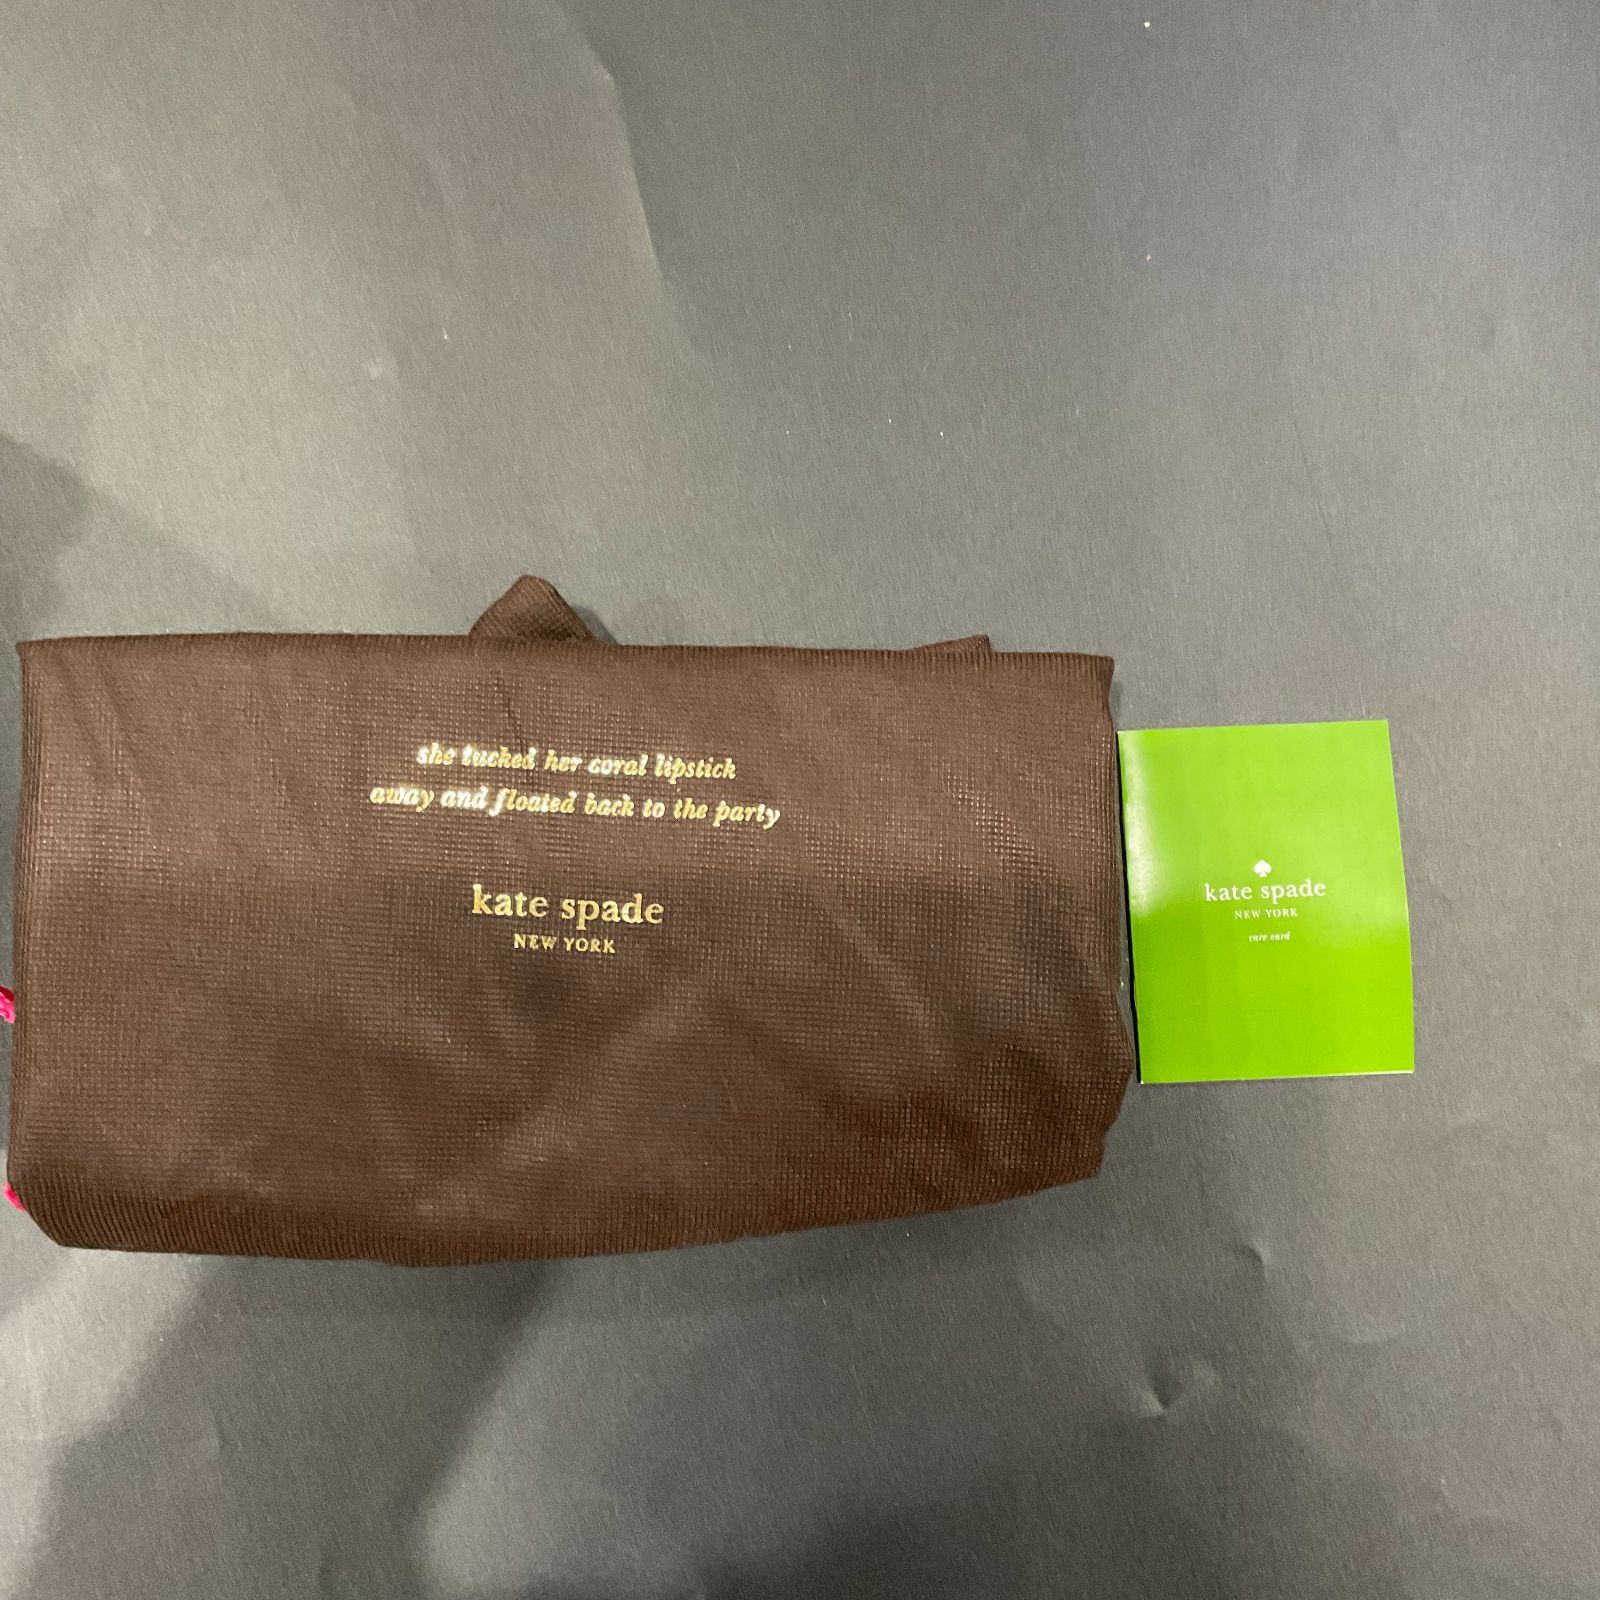 she tucked her coral lipstick
away and floated back to the party
kate spade
NEW YORK
kate spade
NEW YORK
care card